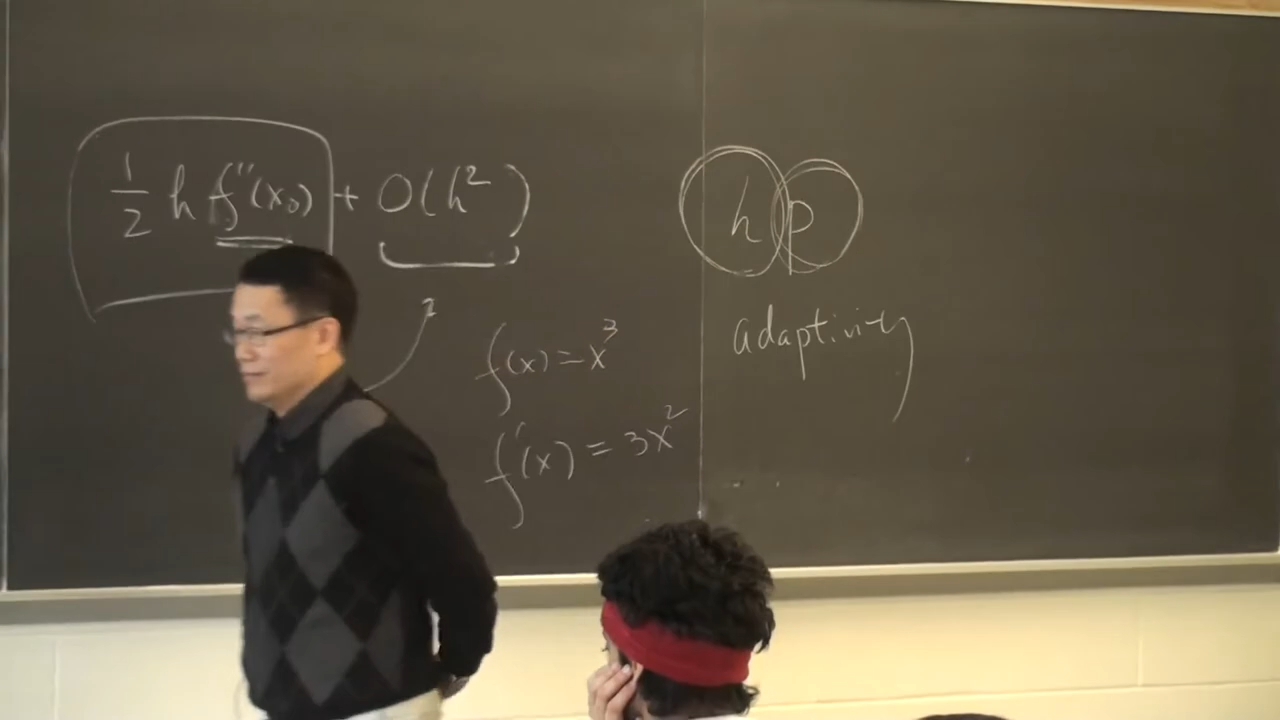 1/2 h f''(x₀) + O(h²)
h p
adaptivity
f(x) = x³
f'(x) = 3x²